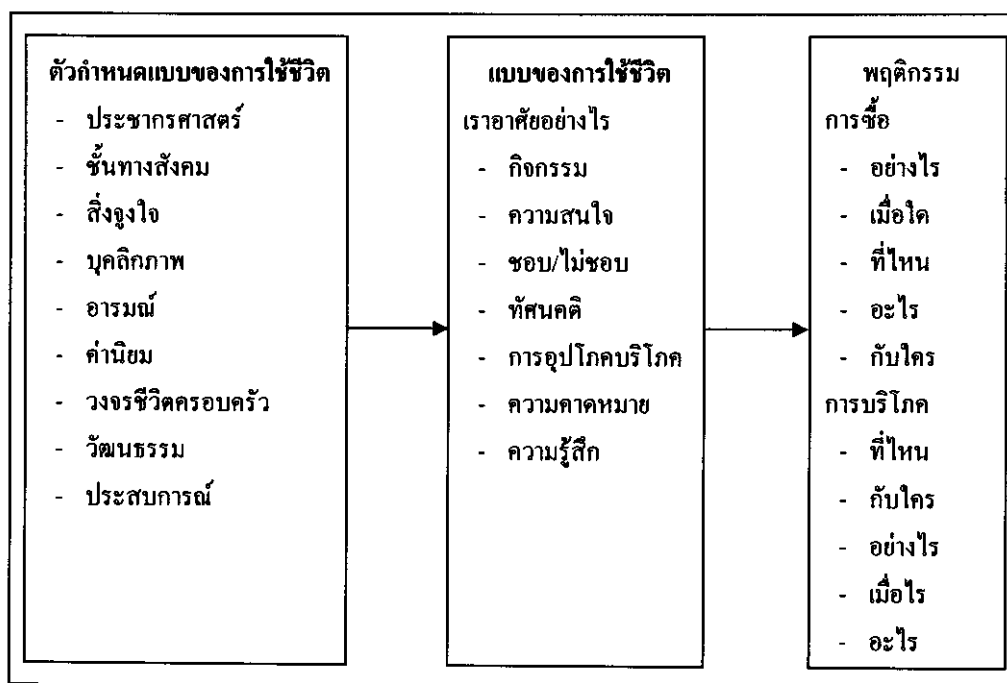 ตัวกำหนดแบบของการใช้ชีวิต
- ประชากรศาสตร์
- ชั้นทางสังคม
- สิ่งจูงใจ
- บุคลิกภาพ
- อารมณ์
- ค่านิยม
- วงจรชีวิตครอบครัว
- วัฒนธรรม
- ประสบการณ์
แบบของการใช้ชีวิต
เราอาศัยอย่างไร
- กิจกรรม
- ความสนใจ
- ชอบ/ไม่ชอบ
- ทัศนคติ
- การอุปโภคบริโภค
- ความคาดหมาย
- ความรู้สึก
พฤติกรรม
การซื้อ
- อย่างไร
- เมื่อใด
- ที่ไหน
- อะไร
- กับใคร
การบริโภค
- ที่ไหน
- กับใคร
- อย่างไร
- เมื่อไร
- อะไร